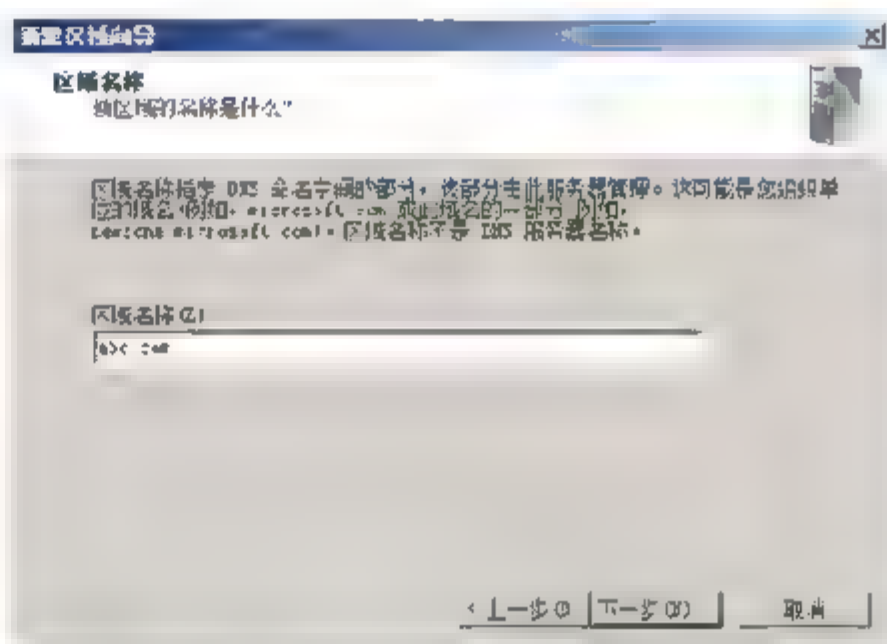 新建区域向导
区域名称
新区域的名称是什么?
区域名称指定 DNS 命名空间的部分，该部分由此服务器管理。这可能是您组织单
位的域名(例如，microsoft.com)或此域名的一部分(例如，
microsoft.com)。区域名称不是 DNS 服务器名称。
区域名称(Z)
abc.com
< 上一步(B)
下一步(N)
取消